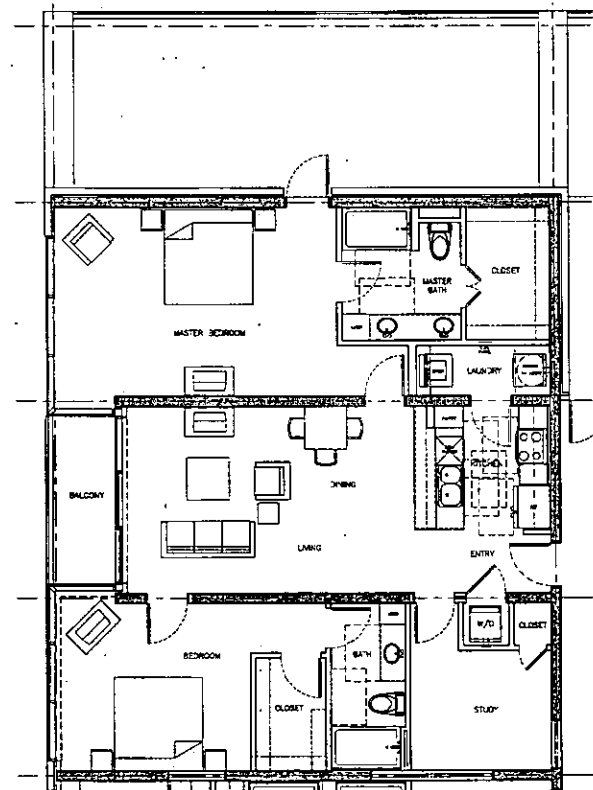 MASTER
BATH
CLOSET
MASTER BEDROOM
LAUNDRY
KITCHEN
DINING
BALCONY
LIVING
ENTRY
W/D
CLOSET
BEDROOM
BATH
CLOSET
STUDY